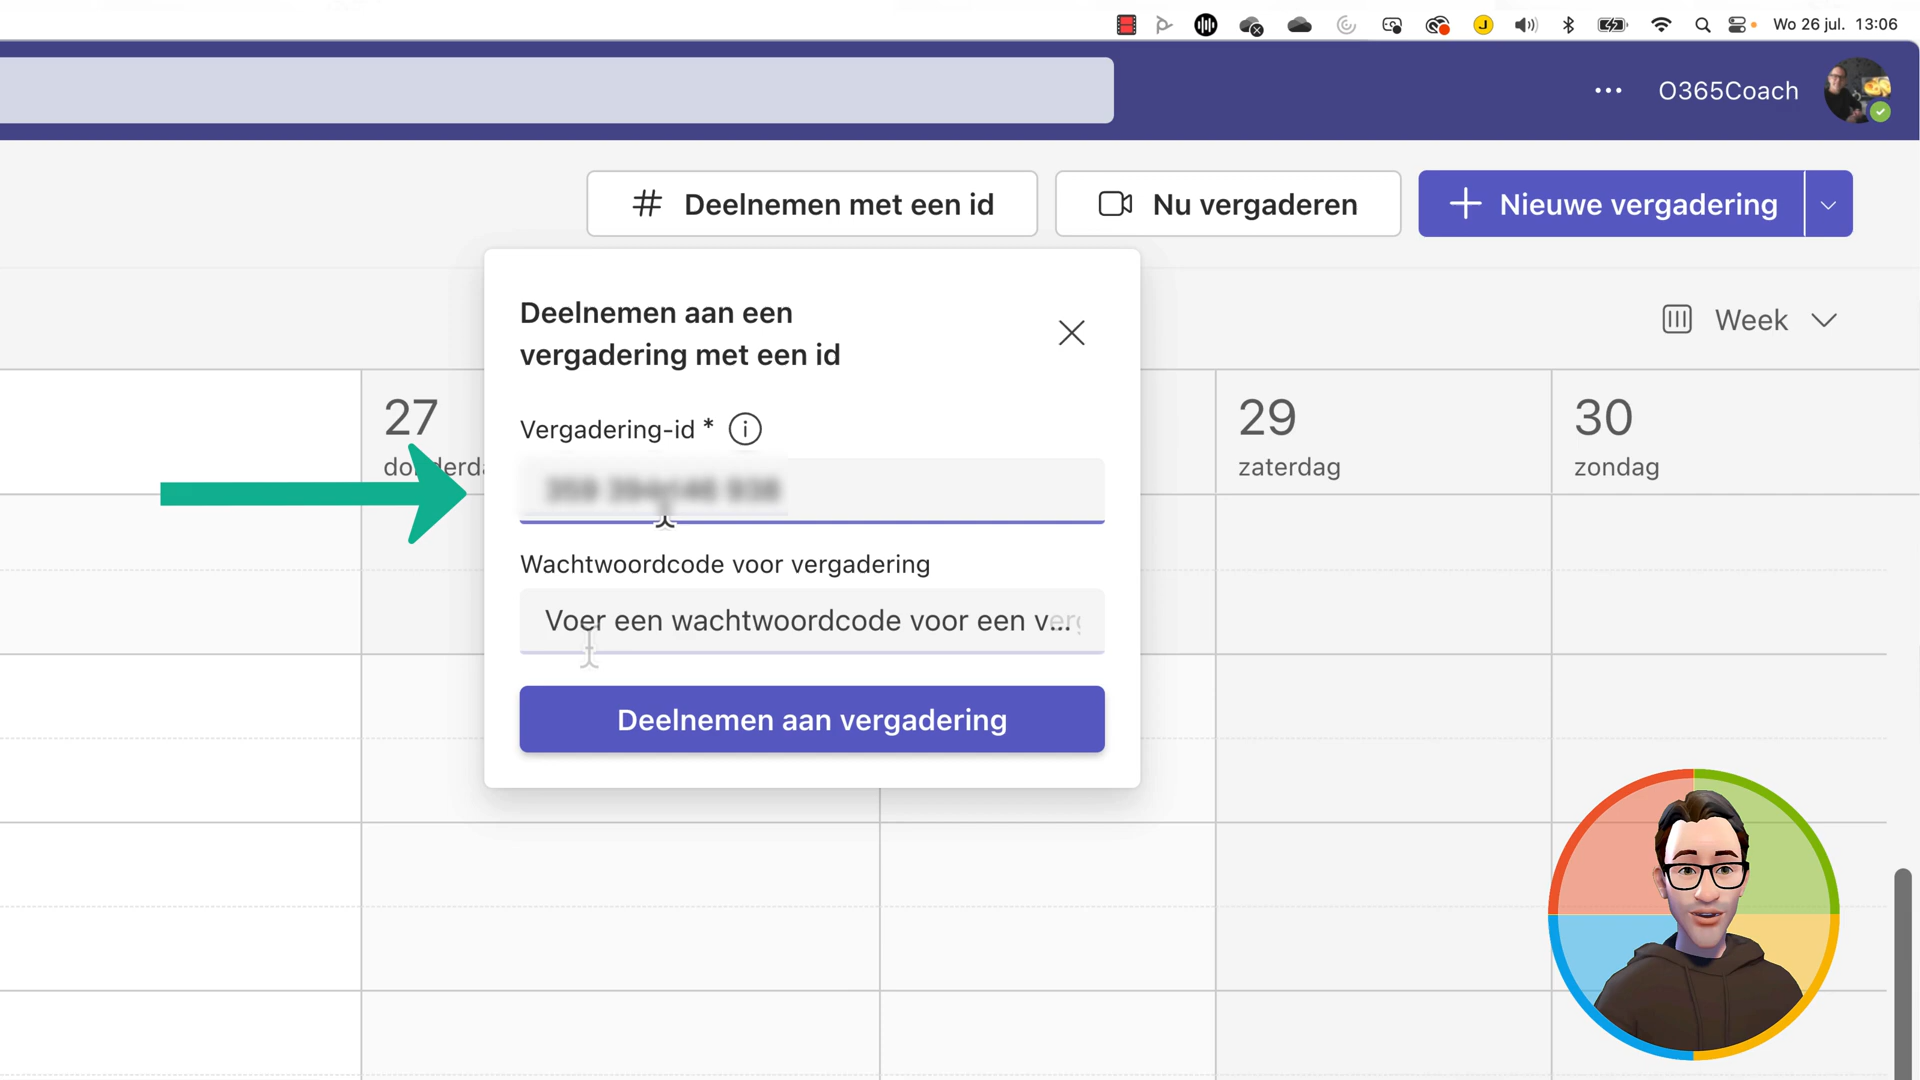 Wo 26 jul. 13:06
O365Coach
Deelnemen met een id
Nu vergaderen
Nieuwe vergadering
Deelnemen aan een
vergadering met een id
Week
27
29
30
Vergadering-id *
zaterdag
zondag
Wachtwoordcode voor vergadering
Voer een wachtwoordcode voor een v...
Deelnemen aan vergadering